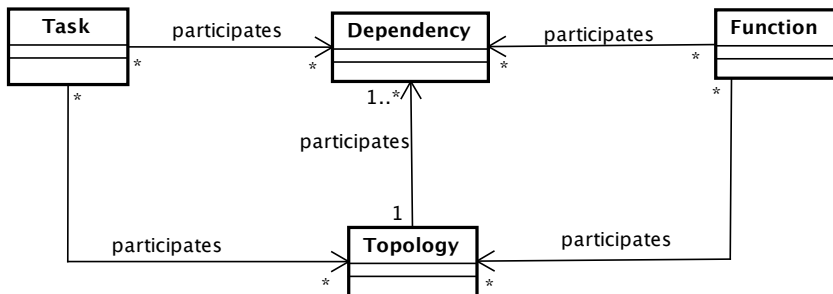 Task
participates
Dependency
participates
Function
*
*
*
*
*
1..*
*
participates
1
participates
Topology
participates
*
*